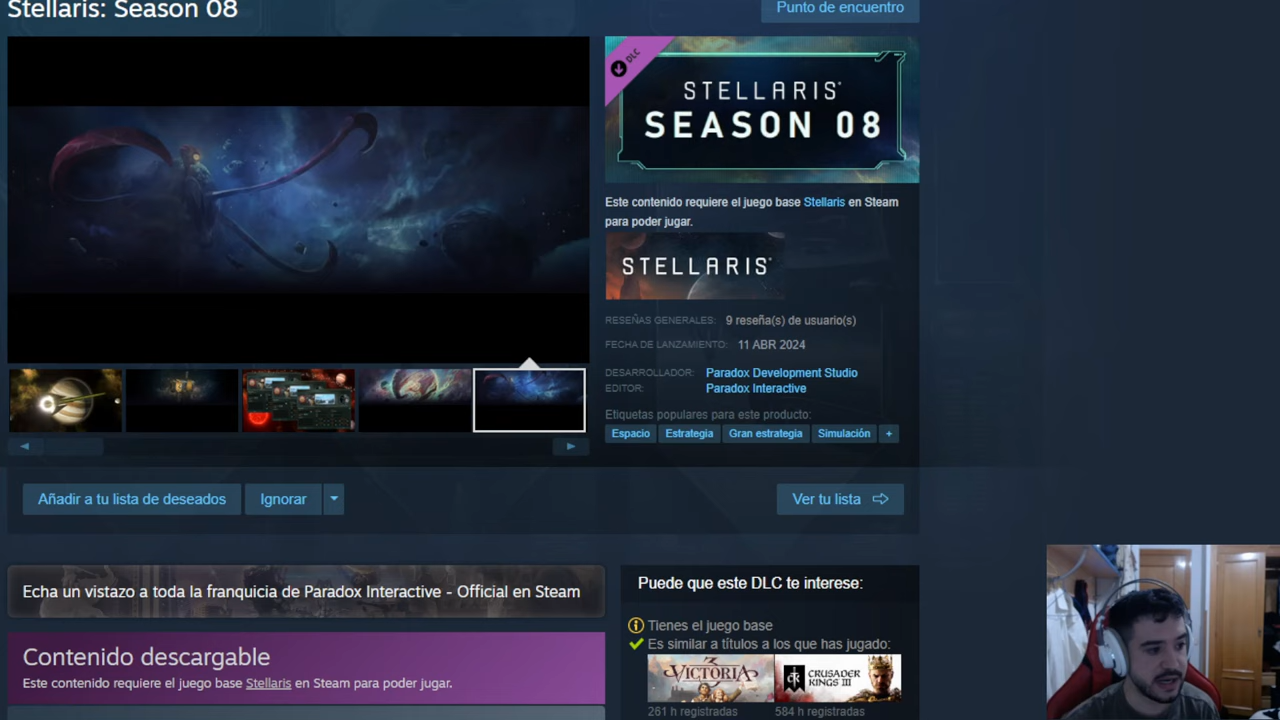 Stellaris: Season 08
Punto de encuentro
DLC
STELLARIS
SEASON 08
Este contenido requiere el juego base Stellaris en Steam
para poder jugar.
STELLARIS
RESEÑAS GENERALES: 9 reseña(s) de usuario(s)
FECHA DE LANZAMIENTO: 11 ABR 2024
DESARROLLADOR: Paradox Development Studio
EDITOR: Paradox Interactive
Etiquetas populares para este producto:
Espacio Estrategia Gran estrategia Simulación +
Añadir a tu lista de deseados Ignorar Ver tu lista
Echa un vistazo a toda la franquicia de Paradox Interactive - Official en Steam
Contenido descargable
Este contenido requiere el juego base Stellaris en Steam para poder jugar.
Puede que este DLC te interese:
Tienes el juego base
Es similar a títulos a los que has jugado:
VICTORIA 3
CRUSADER KINGS III
261 h registradas 584 h registradas